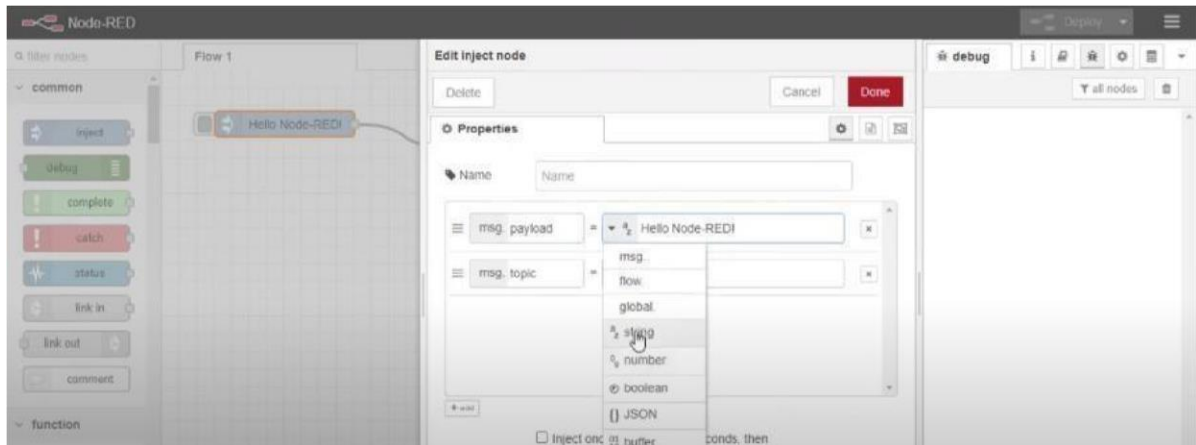 Node-RED
Deploy
filter nodes
Flow 1
Edit inject node
debug
i
common
Delete
Cancel
Done
all nodes
inject
Hello Node-RED!
Properties
debug
Name
Name
complete
msg. payload
=
Hello Node-RED!
x
catch
msg.
status
msg. topic
=
x
flow.
link in
global.
string
link out
number
comment
boolean
+ add
{} JSON
function
Inject once
buffer
conds, then